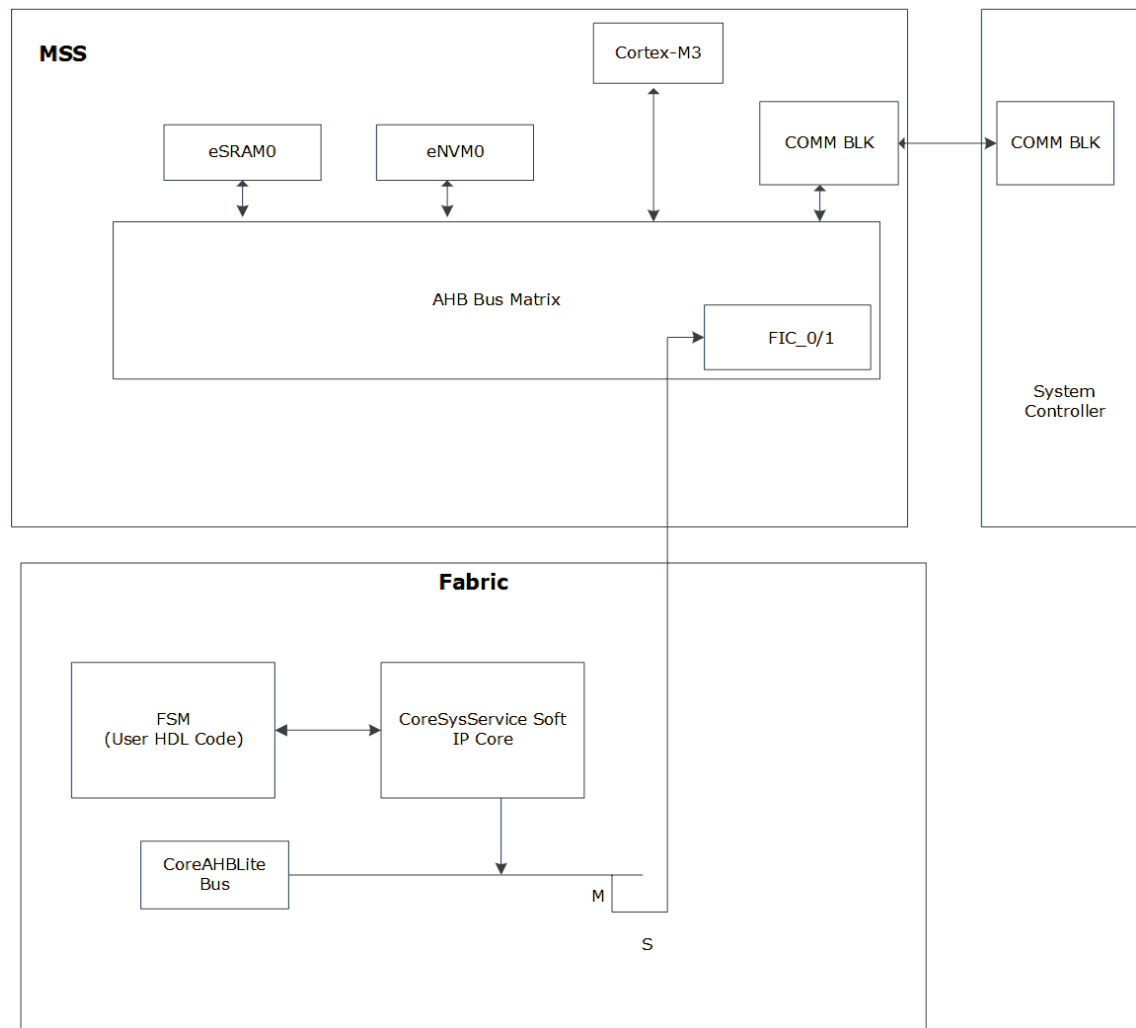 MSS
Cortex-M3
eSRAM0
eNVM0
COMM BLK
COMM BLK
AHB Bus Matrix
FIC_0/1
System
Controller
Fabric
FSM
(User HDL Code)
CoreSysService Soft
IP Core
CoreAHBLite
Bus
M
S